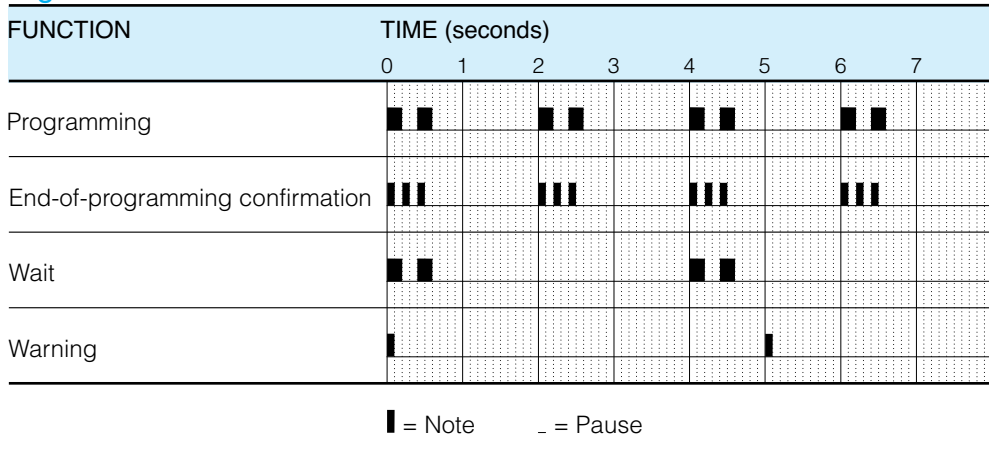 FUNCTION TIME (seconds)
0 1 2 3 4 5 6 7
Programming
End-of-programming confirmation
Wait
Warning
= Note _ = Pause